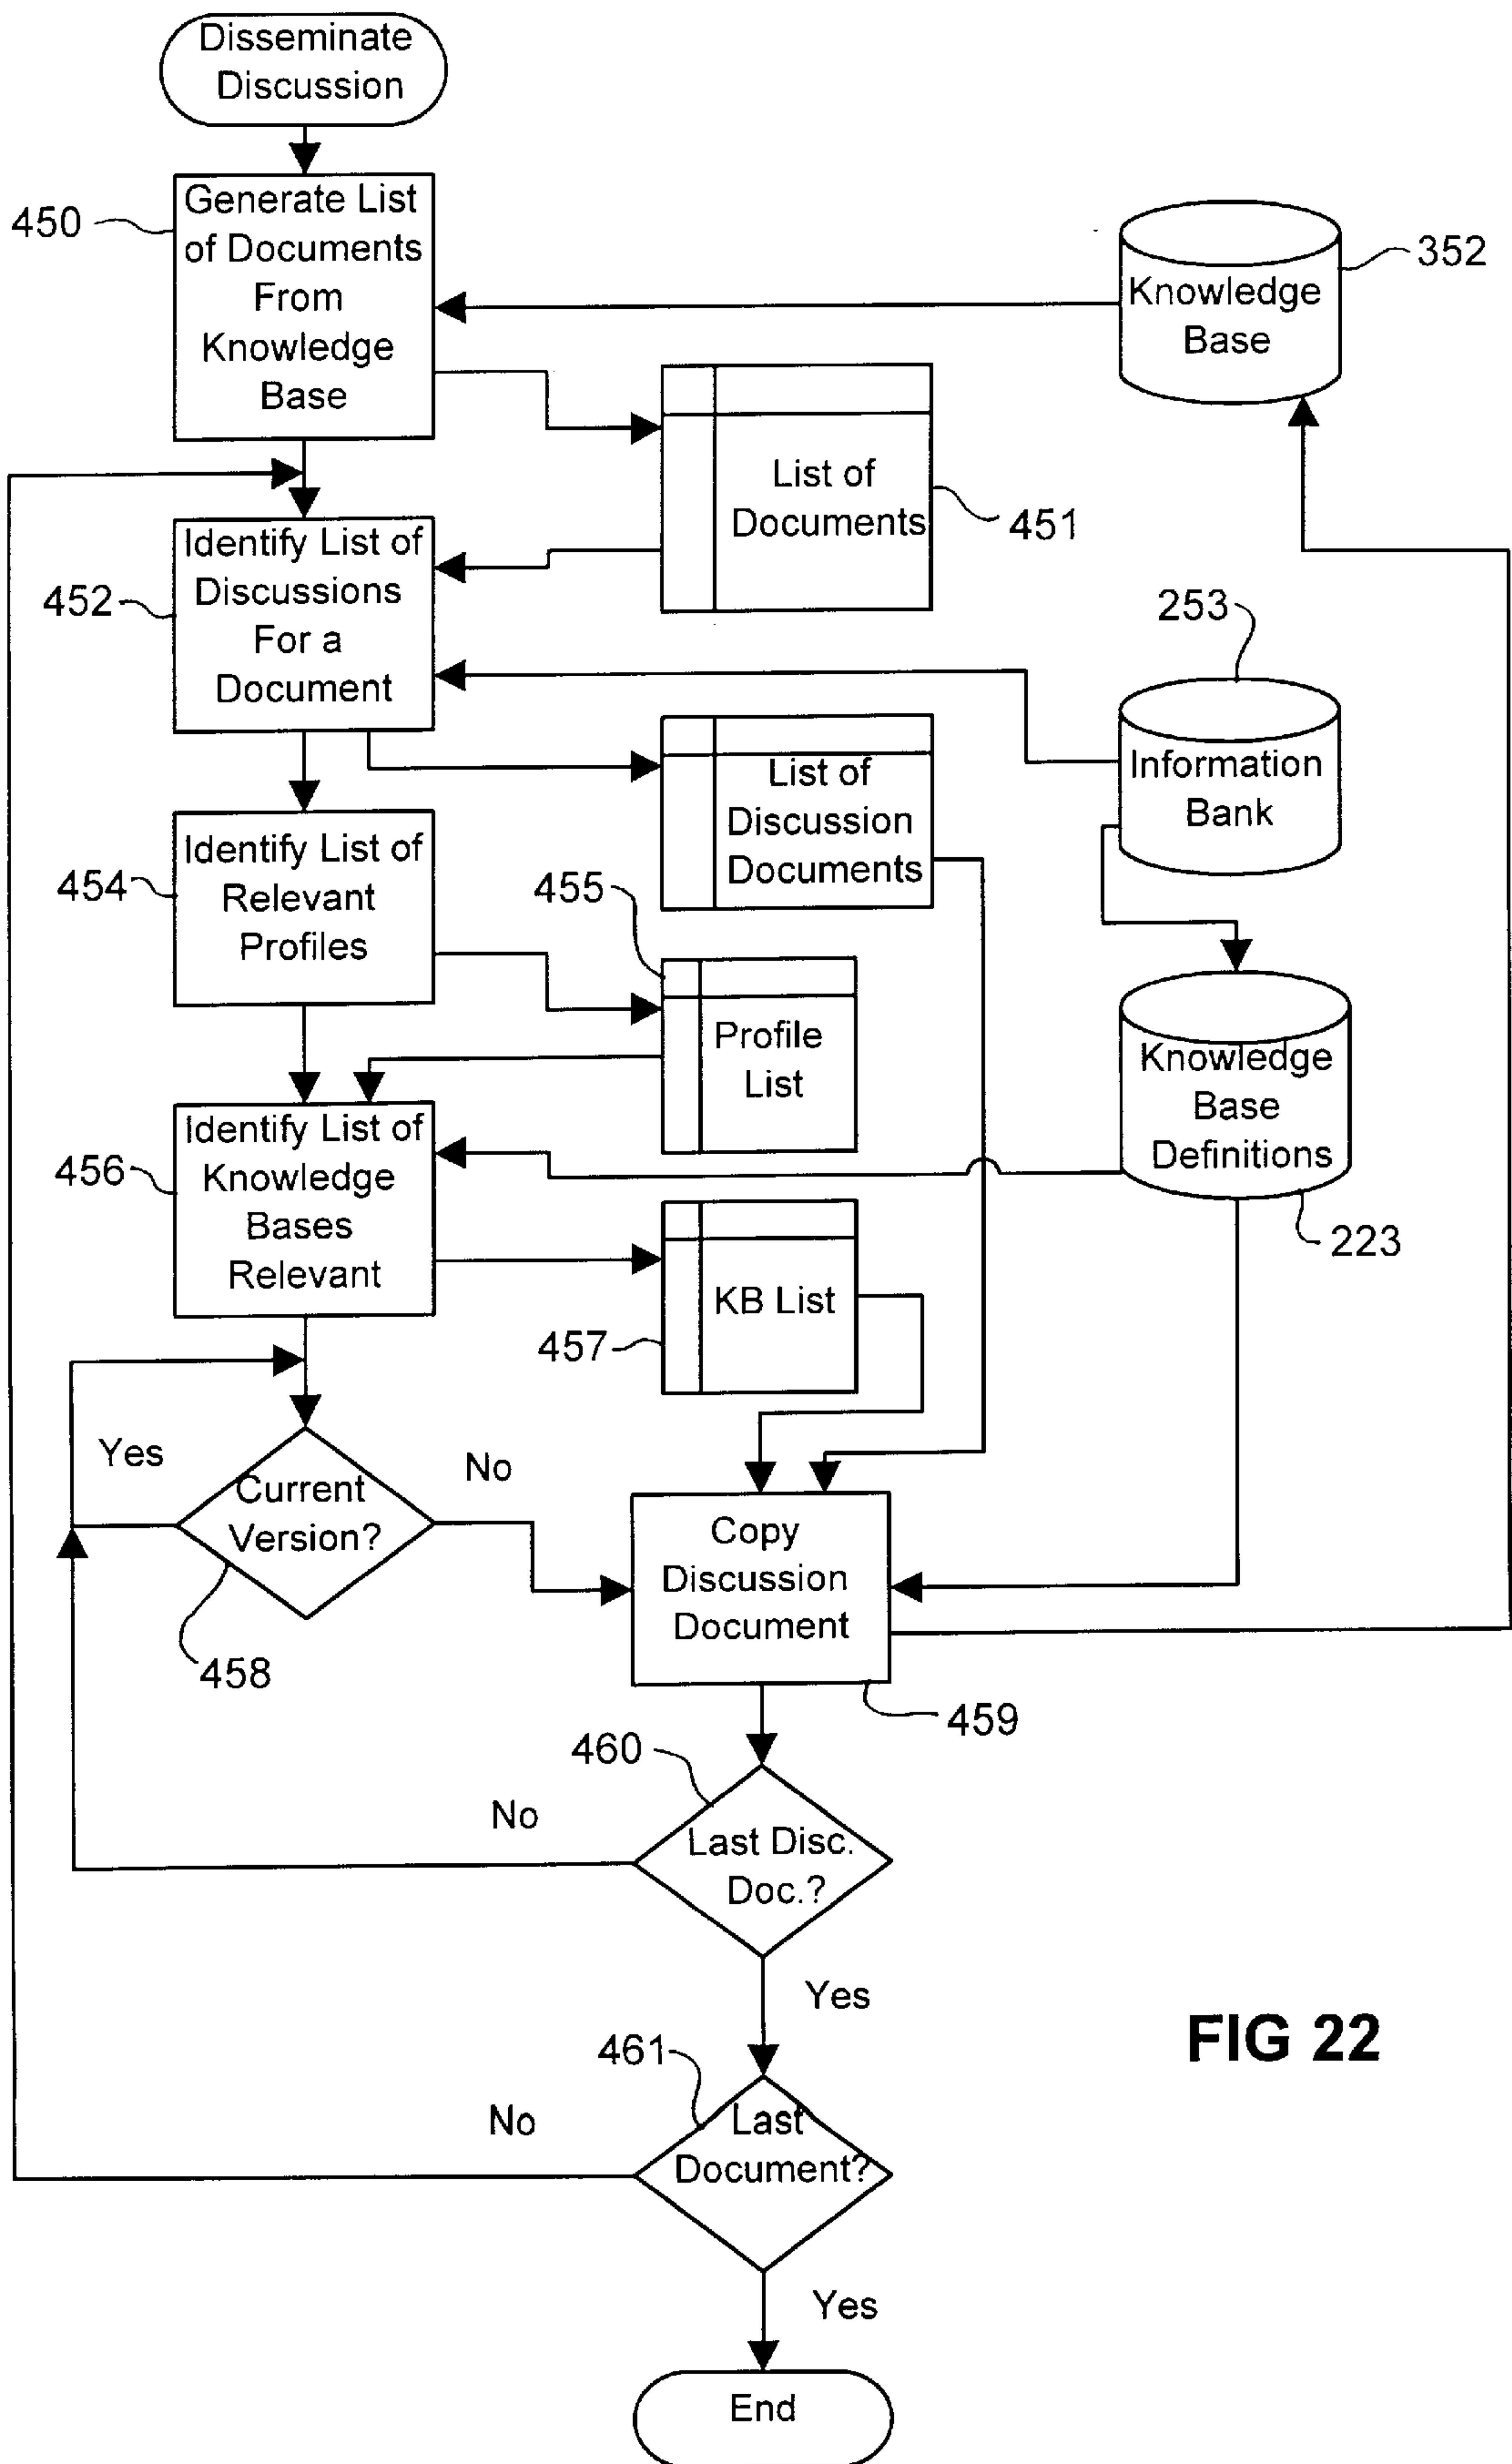 Disseminate
Discussion
450
Generate List
of Documents
From
Knowledge
Base
Knowledge
Base
352
List of
Documents
451
452
Identify List of
Discussions
For a
Document
253
Information
Bank
List of
Discussion
Documents
454
Identify List of
Relevant
Profiles
455
Profile
List
Knowledge
Base
Definitions
223
456
Identify List of
Knowledge
Bases
Relevant
KB List
457
Yes
Current
Version?
No
458
Copy
Discussion
Document
459
460
No
Last Disc.
Doc.?
Yes
461
No
Last
Document?
Yes
End
FIG 22